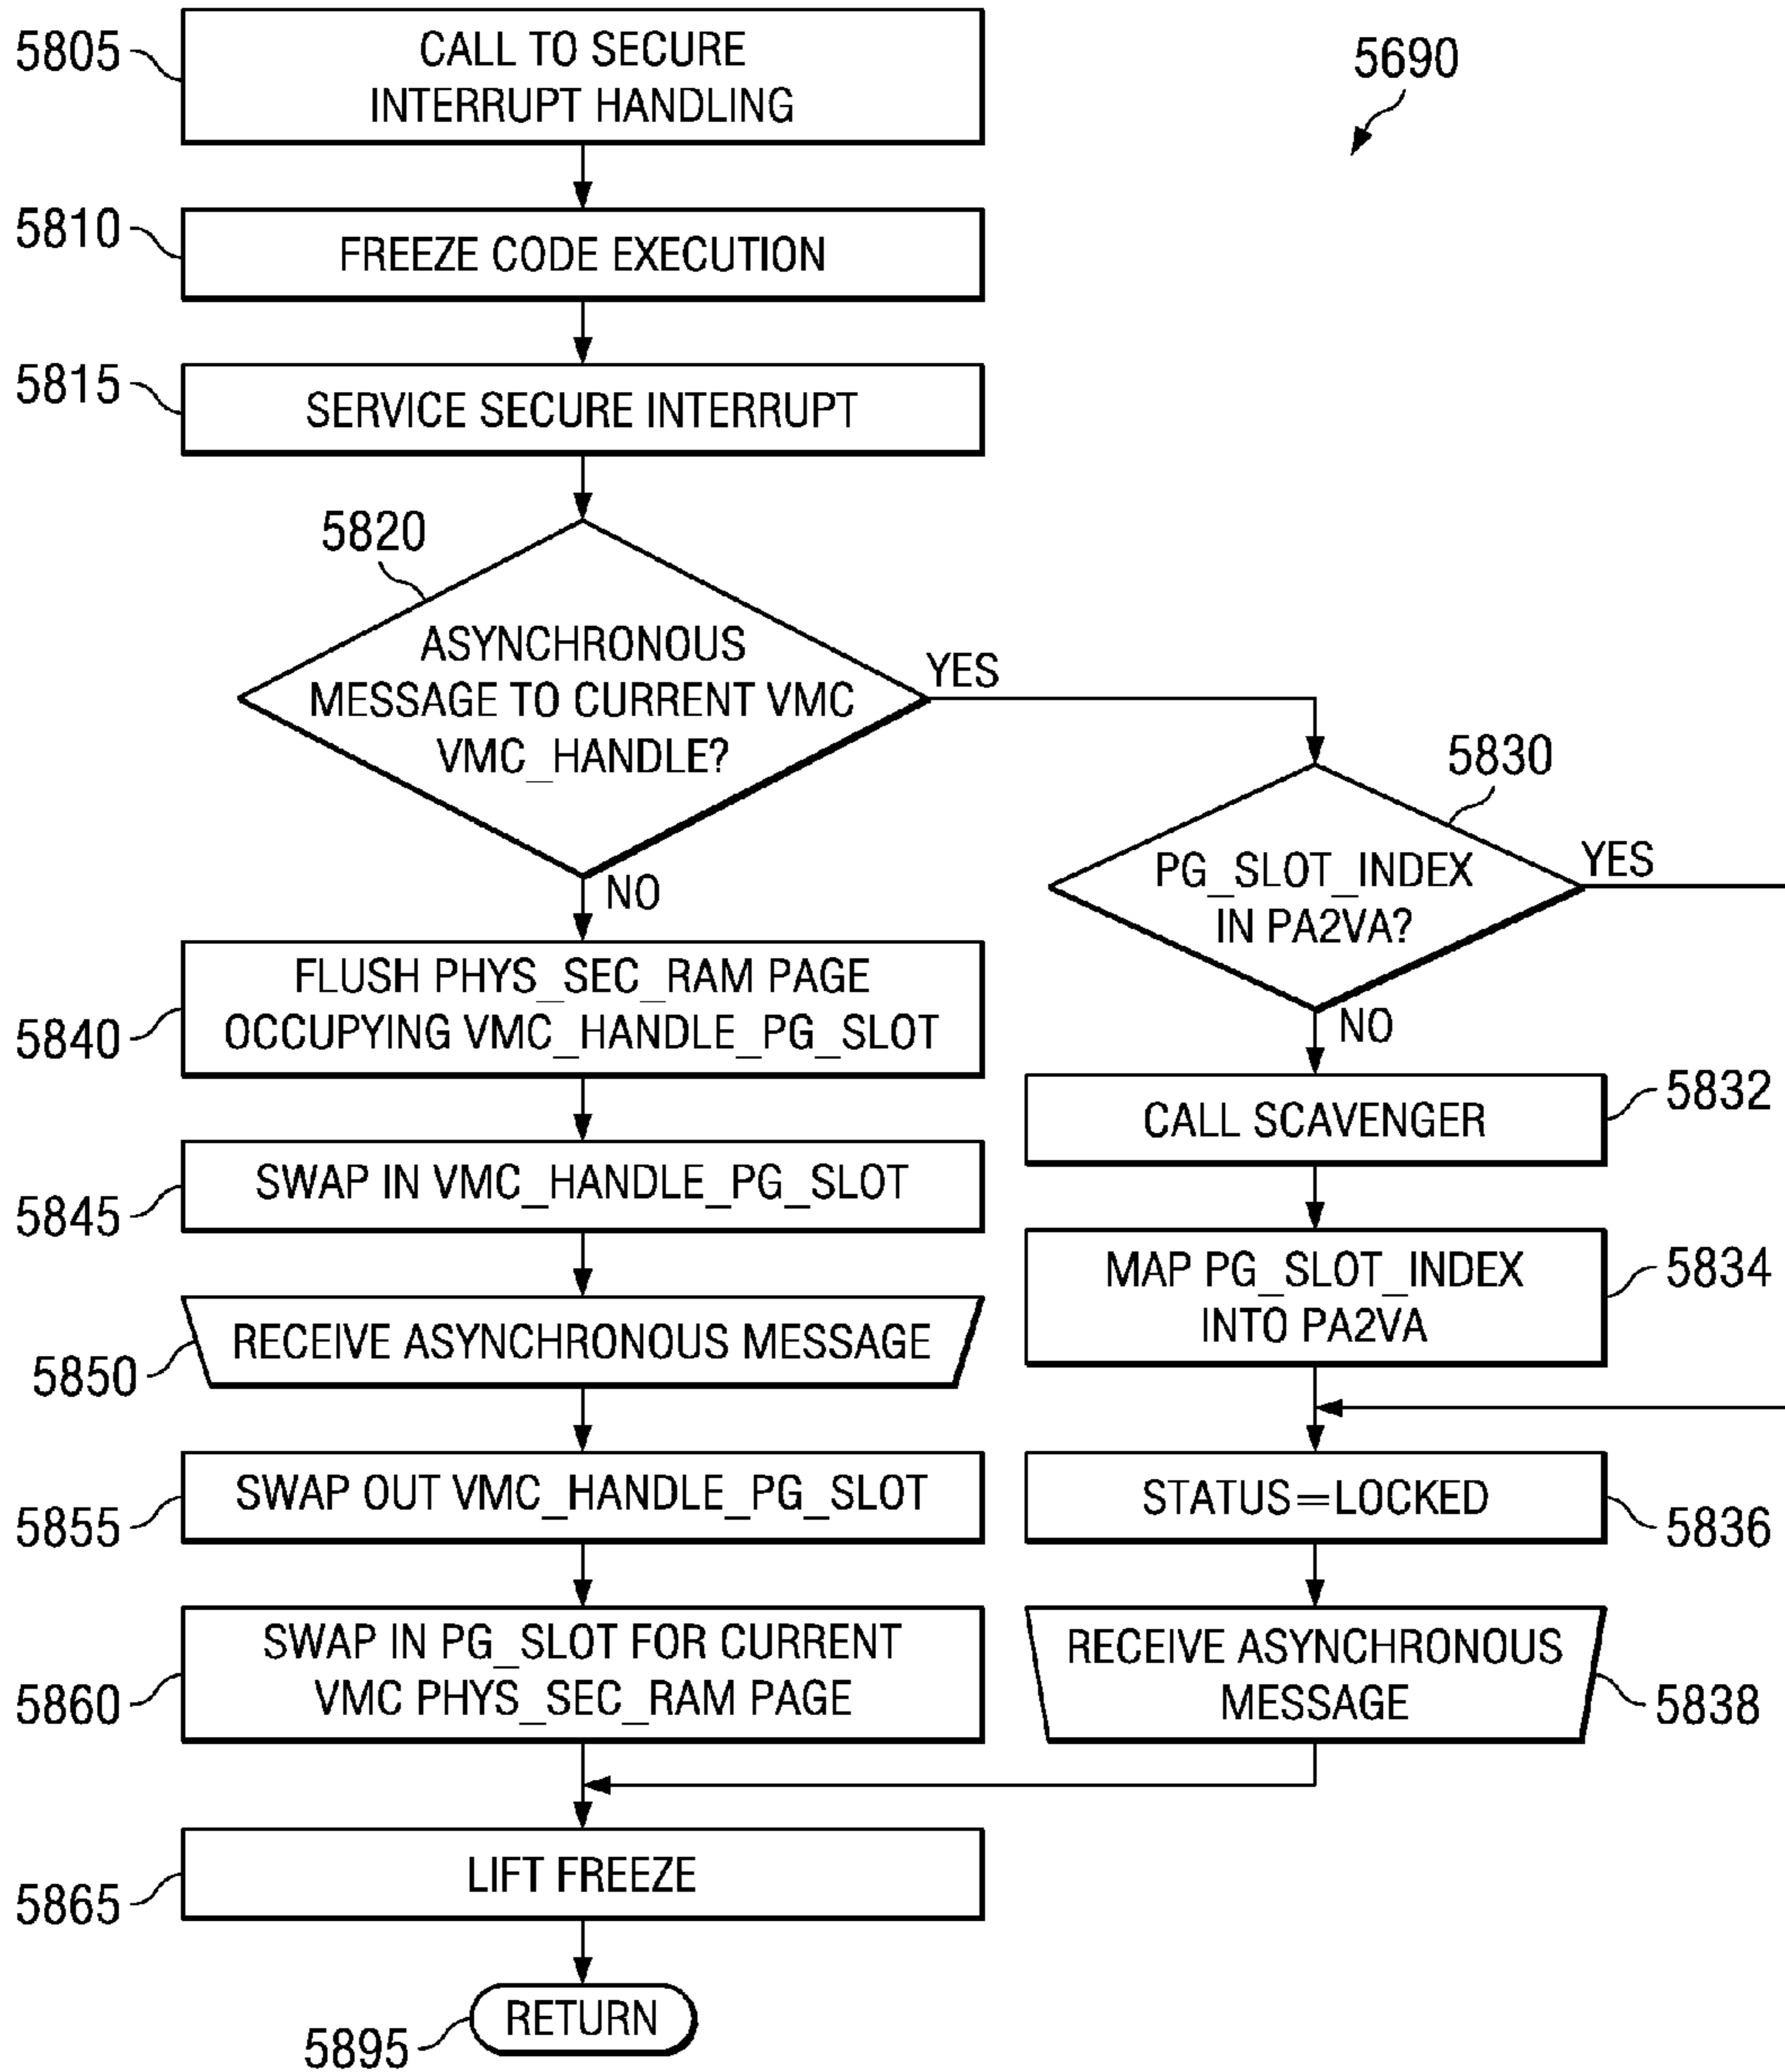 5805
CALL TO SECURE
INTERRUPT HANDLING
5690
5810
FREEZE CODE EXECUTION
5815
SERVICE SECURE INTERRUPT
5820
ASYNCHRONOUS
MESSAGE TO CURRENT VMC
VMC_HANDLE?
YES
NO
5830
PG_SLOT_INDEX
IN PA2VA?
YES
NO
5840
FLUSH PHYS_SEC_RAM PAGE
OCCUPYING VMC_HANDLE_PG_SLOT
5832
CALL SCAVENGER
5845
SWAP IN VMC_HANDLE_PG_SLOT
5834
MAP PG_SLOT_INDEX
INTO PA2VA
5850
RECEIVE ASYNCHRONOUS MESSAGE
5855
SWAP OUT VMC_HANDLE_PG_SLOT
STATUS=LOCKED
5836
5860
SWAP IN PG_SLOT FOR CURRENT
VMC PHYS_SEC_RAM PAGE
RECEIVE ASYNCHRONOUS
MESSAGE
5838
5865
LIFT FREEZE
RETURN
5895